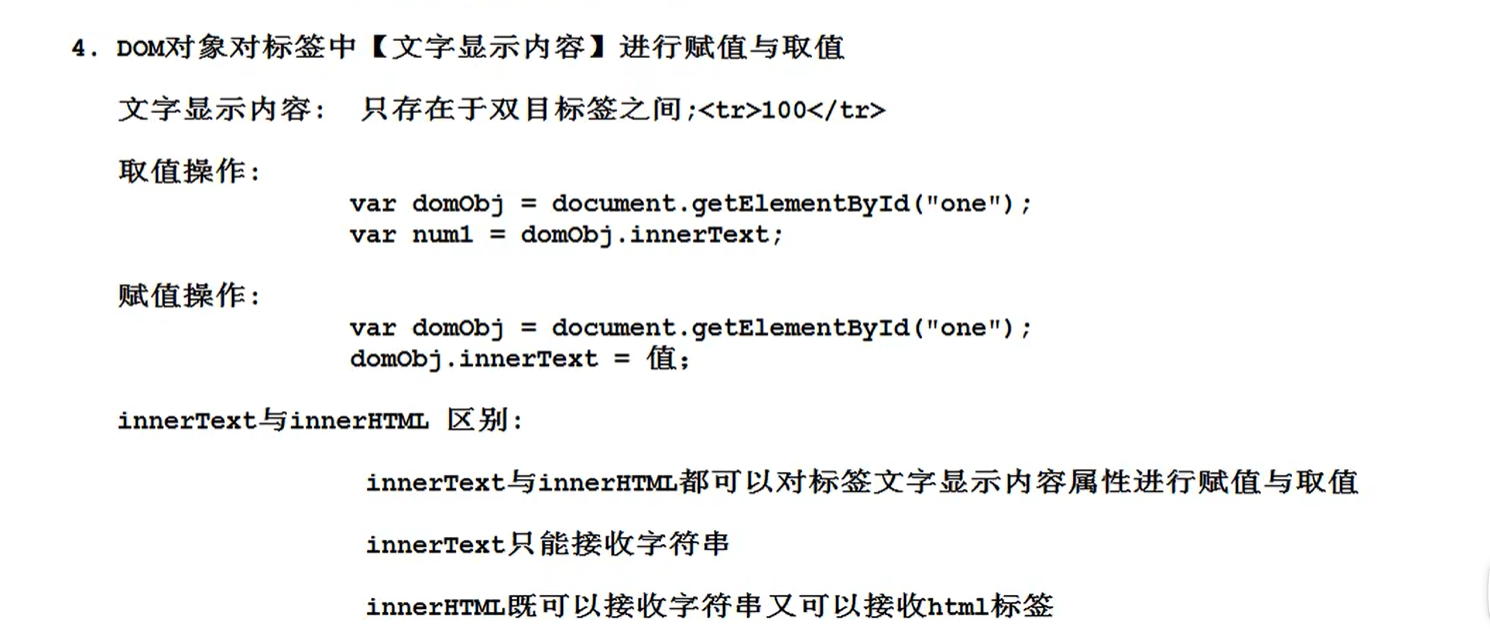 4. DOM对象对标签中【文字显示内容】进行赋值与取值
文字显示内容: 只存在于双目标签之间;<tr>100</tr>
取值操作:
var domObj = document.getElementById("one");
var num1 = domObj.innerText;
赋值操作:
var domObj = document.getElementById("one");
domObj.innerText = 值;
innerText与innerHTML 区别:
innerText与innerHTML都可以对标签文字显示内容属性进行赋值与取值
innerText只能接收字符串
innerHTML既可以接收字符串又可以接收html标签